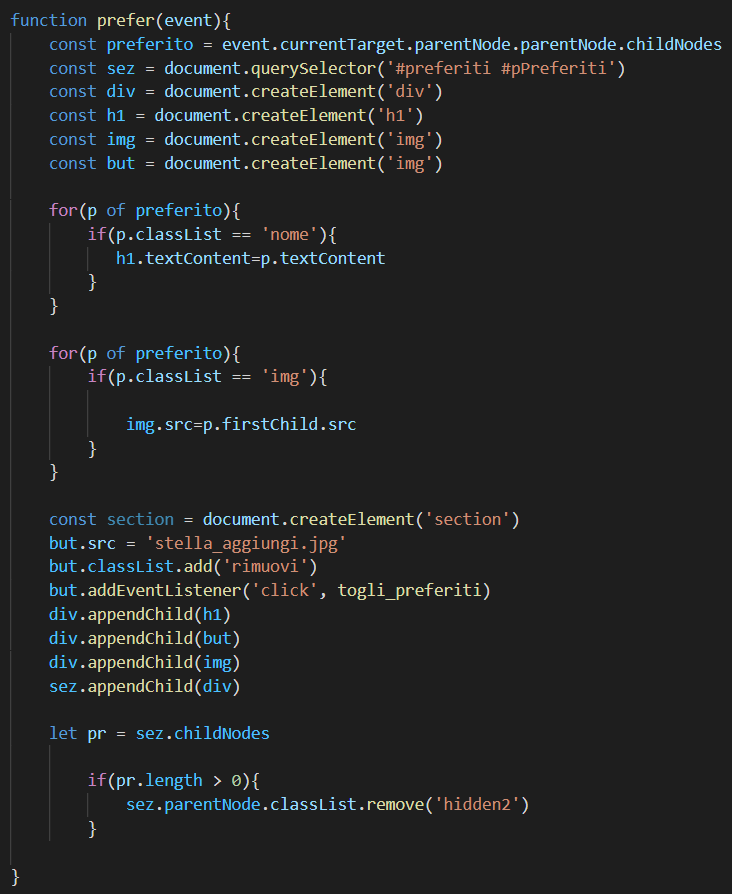 function prefer(event){
    const preferito = event.currentTarget.parentNode.parentNode.childNodes
    const sez = document.querySelector('#preferiti #pPreferiti')
    const div = document.createElement('div')
    const h1 = document.createElement('h1')
    const img = document.createElement('img')
    const but = document.createElement('img')

    for(p of preferito){
        if(p.classList == 'nome'){
           h1.textContent=p.textContent
        }
    }

    for(p of preferito){
        if(p.classList == 'img'){

            img.src=p.firstChild.src
        }
    }

    const section = document.createElement('section')
    but.src = 'stella_aggiungi.jpg'
    but.classList.add('rimuovi')
    but.addEventListener('click', togli_preferiti)
    div.appendChild(h1)
    div.appendChild(but)
    div.appendChild(img)
    sez.appendChild(div)

    let pr = sez.childNodes

        if(pr.length > 0){
            sez.parentNode.classList.remove('hidden2')
        }

}